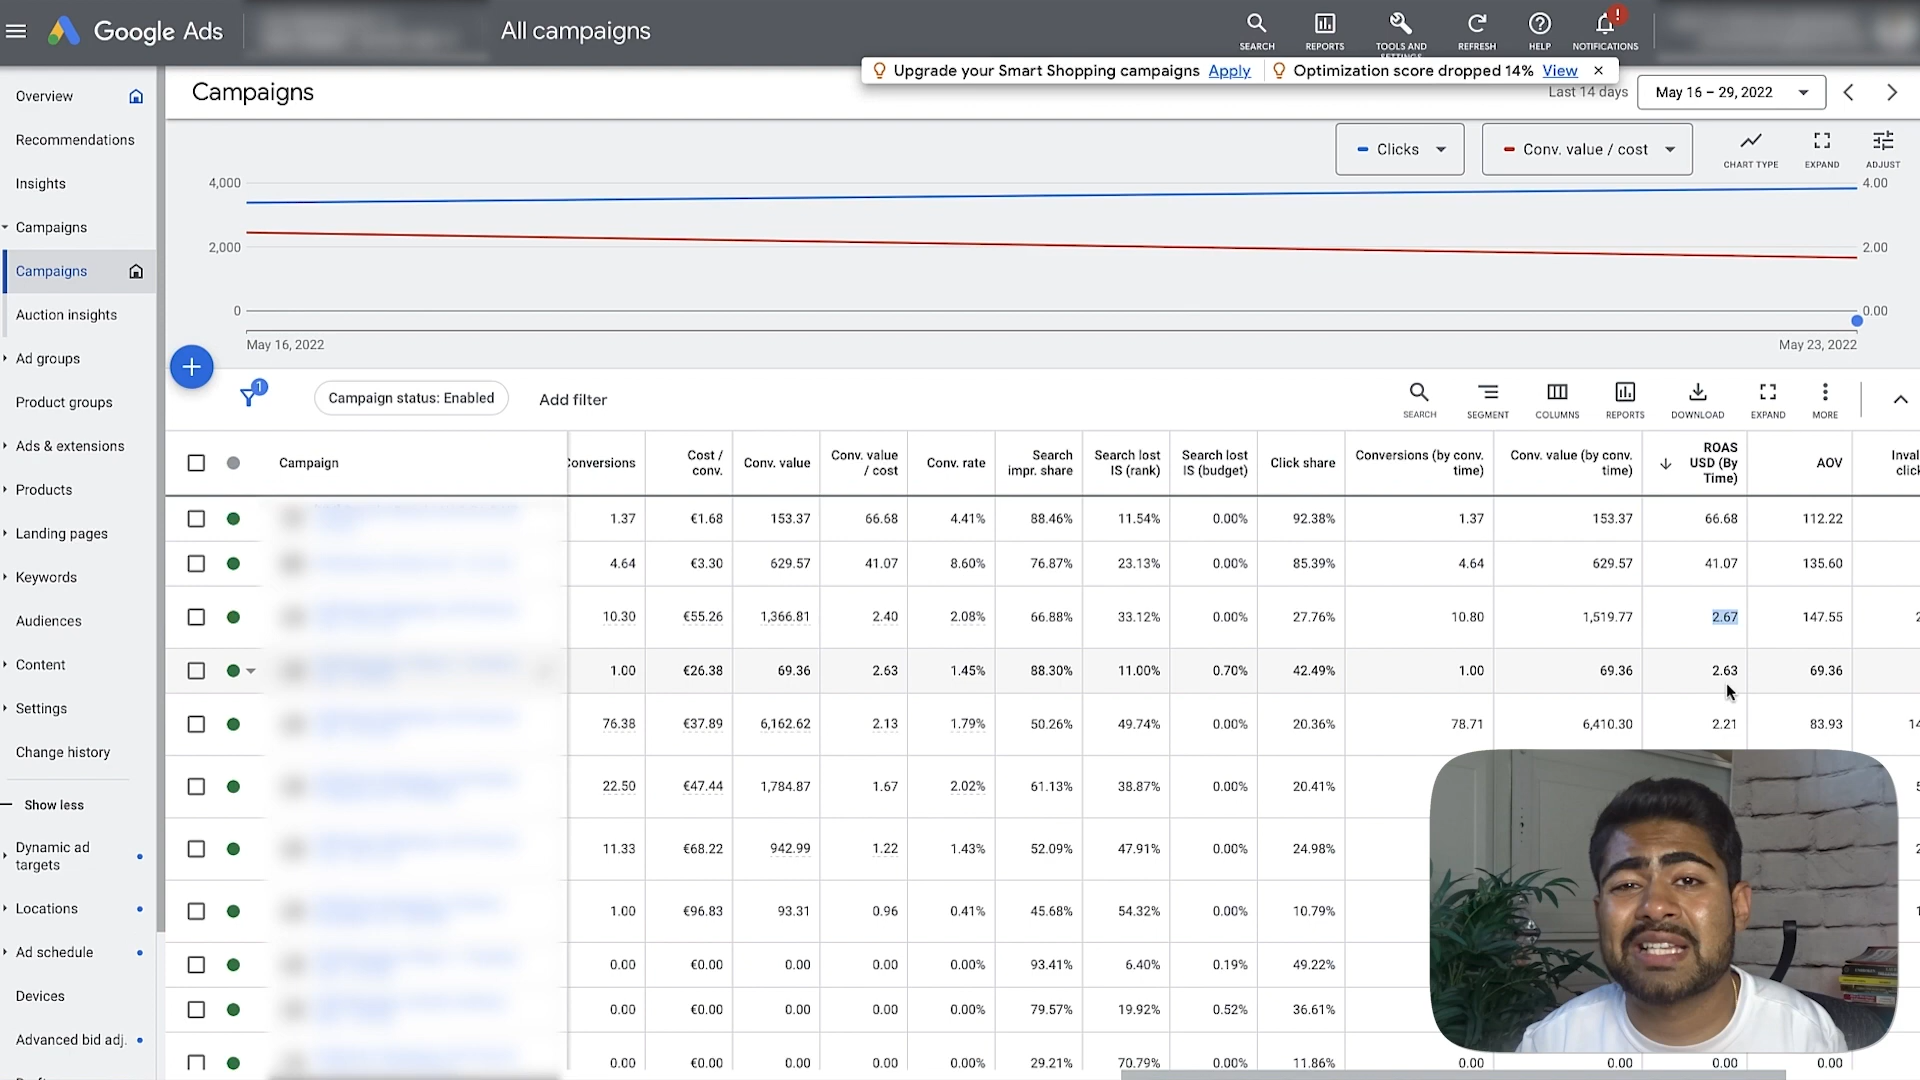 Google Ads
All campaigns
SEARCH
REPORTS
TOOLS AND
SETTINGS
REFRESH
HELP
!
NOTIFICATIONS
Upgrade your Smart Shopping campaigns Apply
Optimization score dropped 14% View
Campaigns
Last 14 days
May 16 – 29, 2022
Overview
Recommendations
Insights
Campaigns
Campaigns
Auction insights
Ad groups
Product groups
Ads & extensions
Products
Landing pages
Keywords
Audiences
Content
Settings
Change history
Show less
Dynamic ad
targets
Locations
Ad schedule
Devices
Advanced bid adj.
Clicks
Conv. value / cost
CHART TYPE
EXPAND
ADJUST
4,000
4.00
2,000
2.00
0
0.00
May 16, 2022
May 23, 2022
1
Campaign status: Enabled
Add filter
SEARCH
SEGMENT
COLUMNS
REPORTS
DOWNLOAD
EXPAND
MORE
Campaign
Conversions
Cost /
conv.
Conv. value
Conv. value
/ cost
Conv. rate
Search
impr. share
Search lost
IS (rank)
Search lost
IS (budget)
Click share
Conversions (by conv.
time)
Conv. value (by conv.
time)
ROAS
USD (By
Time)
AOV
1.37 €1.68 153.37 66.68 4.41% 88.46% 11.54% 0.00% 92.38% 1.37 153.37 66.68 112.22
4.64 €3.30 629.57 41.07 8.60% 76.87% 23.13% 0.00% 85.39% 4.64 629.57 41.07 135.60
10.30 €55.26 1,366.81 2.40 2.08% 66.88% 33.12% 0.00% 27.76% 10.80 1,519.77 2.67 147.55
1.00 €26.38 69.36 2.63 1.45% 88.30% 11.00% 0.70% 42.49% 1.00 69.36 2.63 69.36
76.38 €37.89 6,162.62 2.13 1.79% 50.26% 49.74% 0.00% 20.36% 78.71 6,410.30 2.21 83.93
22.50 €47.44 1,784.87 1.67 2.02% 61.13% 38.87% 0.00% 20.41%
11.33 €68.22 942.99 1.22 1.43% 52.09% 47.91% 0.00% 24.98%
1.00 €96.83 93.31 0.96 0.41% 45.68% 54.32% 0.00% 10.79%
0.00 €0.00 0.00 0.00 0.00% 93.41% 6.40% 0.19% 49.22%
0.00 €0.00 0.00 0.00 0.00% 79.57% 19.92% 0.52% 36.61%
0.00 €0.00 0.00 0.00 0.00% 29.21% 70.79% 0.00% 11.86% 0.00 0.00 0.00 0.00